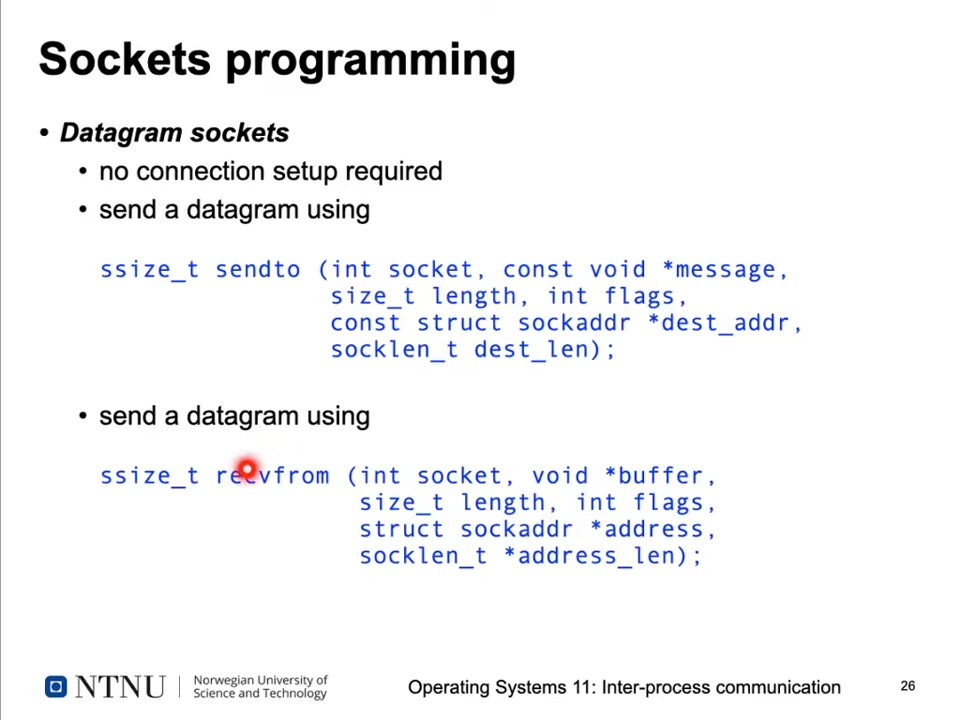 Sockets programming
• Datagram sockets
• no connection setup required
• send a datagram using
ssize_t sendto (int socket, const void *message,
size_t length, int flags,
const struct sockaddr *dest_addr,
socklen_t dest_len);
• send a datagram using
ssize_t recvfrom (int socket, void *buffer,
size_t length, int flags,
struct sockaddr *address,
socklen_t *address_len);
NTNU
Norwegian University of
Science and Technology
Operating Systems 11: Inter-process communication
26